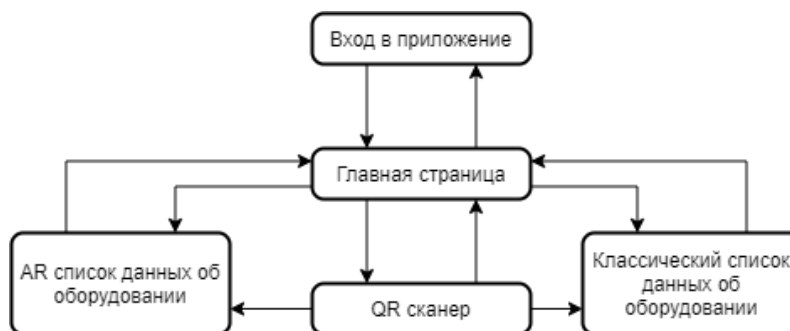 Вход в приложение
Главная страница
AR список данных об
оборудовании
QR сканер
Классический список
данных об
оборудовании